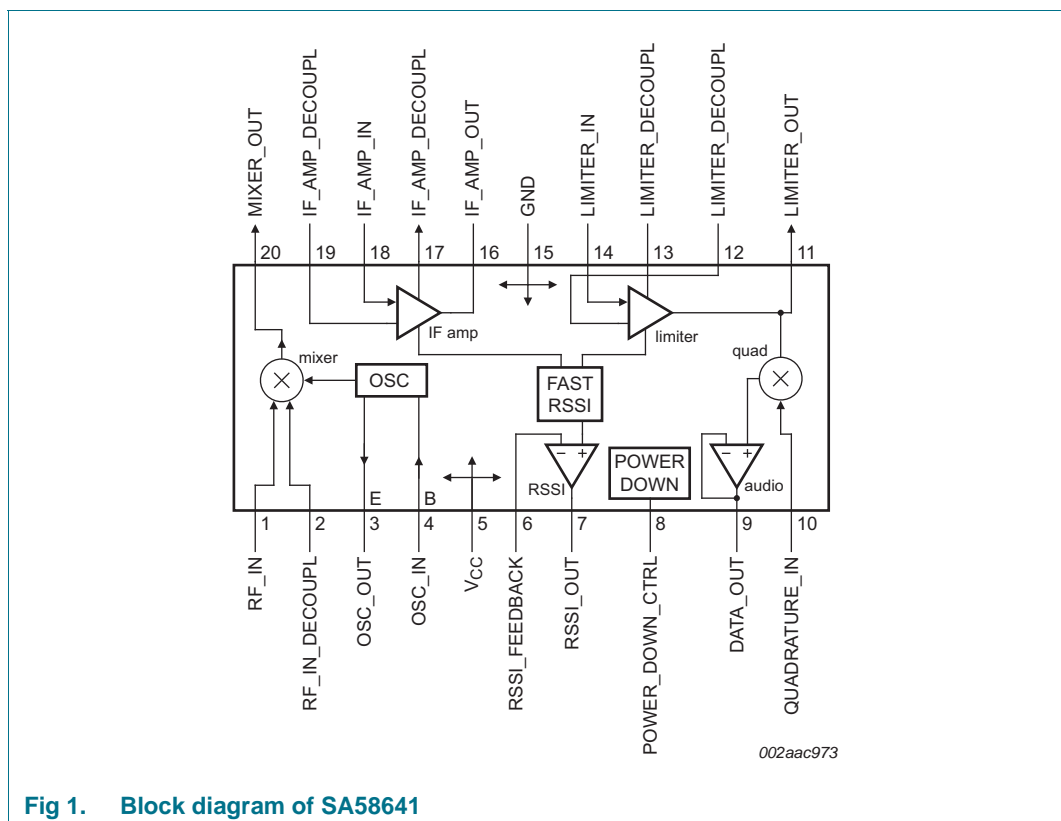 MIXER_OUT
IF_AMP_DECOUPL
IF_AMP_IN
IF_AMP_DECOUPL
IF_AMP_OUT
GND
LIMITER_IN
LIMITER_DECOUPL
LIMITER_DECOUPL
LIMITER_OUT
20 19 18 17 16 15 14 13 12 11
IF amp
limiter
mixer
quad
OSC
FAST
RSSI
− +
RSSI
POWER
DOWN
− +
audio
E B
1 2 3 4 5 6 7 8 9 10
RF_IN
RF_IN_DECOUPL
OSC_OUT
OSC_IN
VCC
RSSI_FEEDBACK
RSSI_OUT
POWER_DOWN_CTRL
DATA_OUT
QUADRATURE_IN
002aac973
Fig 1. Block diagram of SA58641